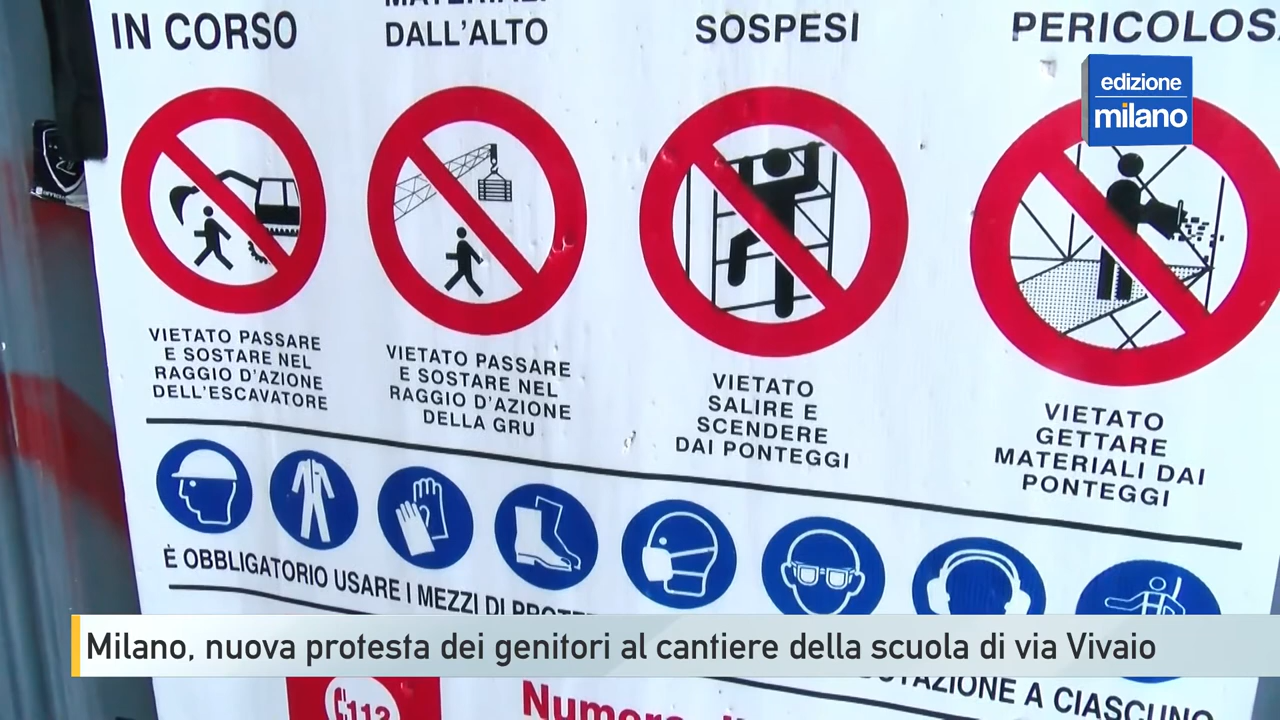 IN CORSO
MATERIALI
DALL'ALTO
SOSPESI
PERICOLOS
edizione
milano
VIETATO PASSARE
E SOSTARE NEL
RAGGIO D'AZIONE
DELL'ESCAVATORE
VIETATO PASSARE
E SOSTARE NEL
RAGGIO D'AZIONE
DELLA GRU
VIETATO
SALIRE E
SCENDERE
DAI PONTEGGI
VIETATO
GETTARE
MATERIALI DAI
PONTEGGI
È OBBLIGATORIO USARE I MEZZI DI PROTE
Milano, nuova protesta dei genitori al cantiere della scuola di via Vivaio
A CIASCUNO
112